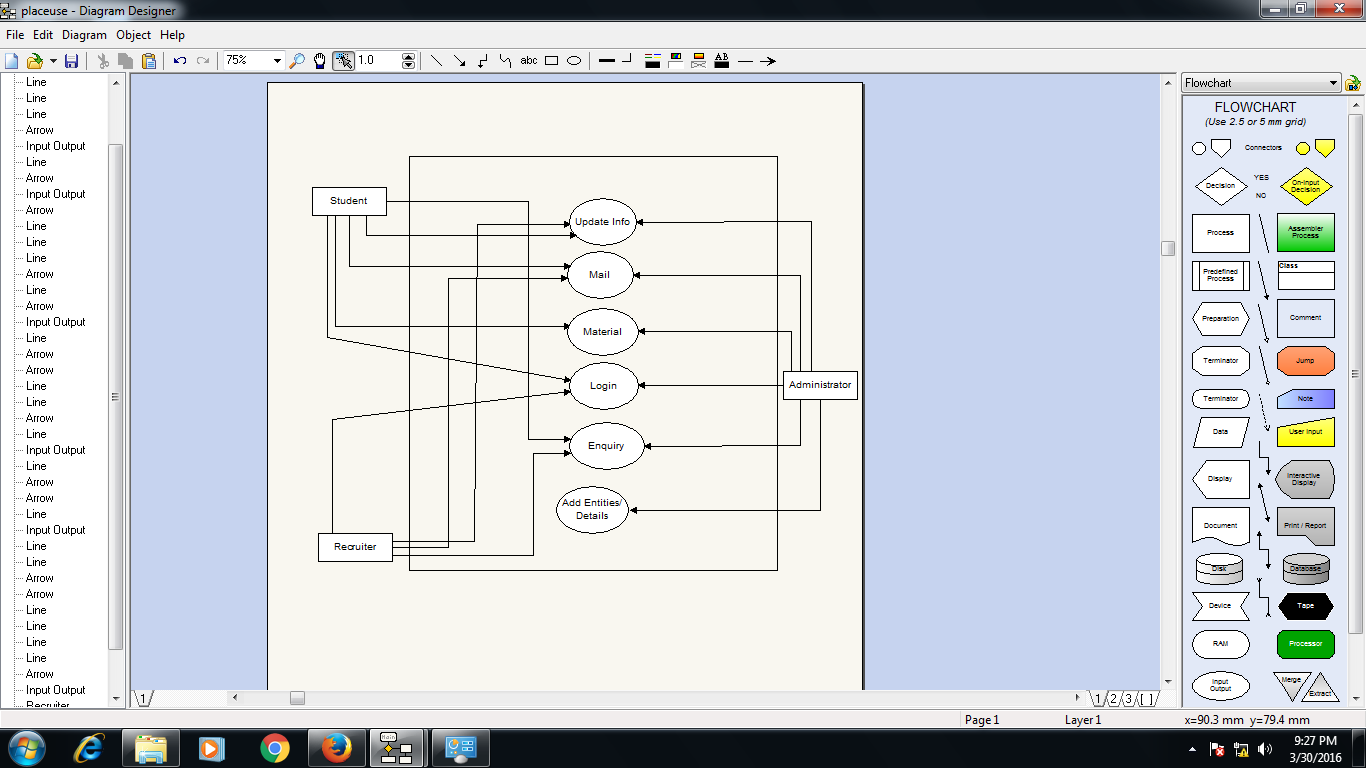 placeuse - Diagram Designer
File Edit Diagram Object Help
75%
1.0
abc
AB
Line
Line
Line
Arrow
Input Output
Line
Arrow
Input Output
Arrow
Line
Line
Line
Arrow
Line
Arrow
Input Output
Line
Arrow
Arrow
Line
Line
Arrow
Line
Input Output
Line
Arrow
Arrow
Line
Input Output
Line
Line
Arrow
Arrow
Line
Line
Line
Line
Arrow
Input Output
Recruiter
Student
Update Info
Mail
Material
Login
Administrator
Enquiry
Add Entities/
Details
Recruiter
Flowchart
FLOWCHART
(Use 2.5 or 5 mm grid)
Connectors
Decision
YES
NO
On-Input
Decision
Process
Assembler
Process
Predefined
Process
Class
Preparation
Comment
Terminator
Jump
Terminator
Note
Data
User Input
Display
Interactive
Display
Document
Print / Report
Disk
Database
Device
Tape
RAM
Processor
Input
Output
Merge
Extract
1
1 2 3 [ ]
Page 1
Layer 1
x=90.3 mm y=79.4 mm
Main
9:27 PM
3/30/2016